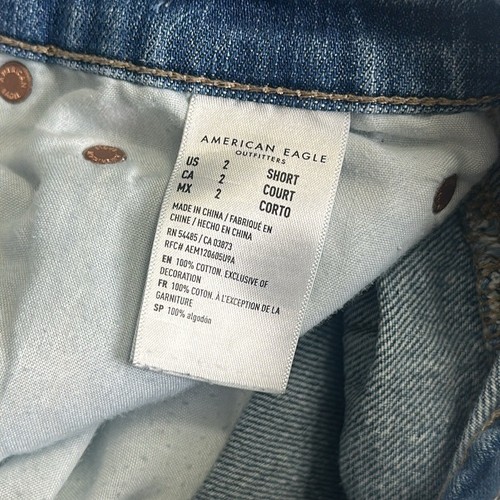 AMERICAN EAGLE
OUTFITTERS
US 2 SHORT
CA 2 COURT
MX 2 CORTO
MADE IN CHINA / FABRIQUÉ EN
CHINE / HECHO EN CHINA
RN 54485 / CA 03873
RFC# AEM120605U9A
EN 100% COTTON. EXCLUSIVE OF
DECORATION
FR 100% COTON. À L'EXCEPTION DE LA
GARNITURE
SP 100% algodón